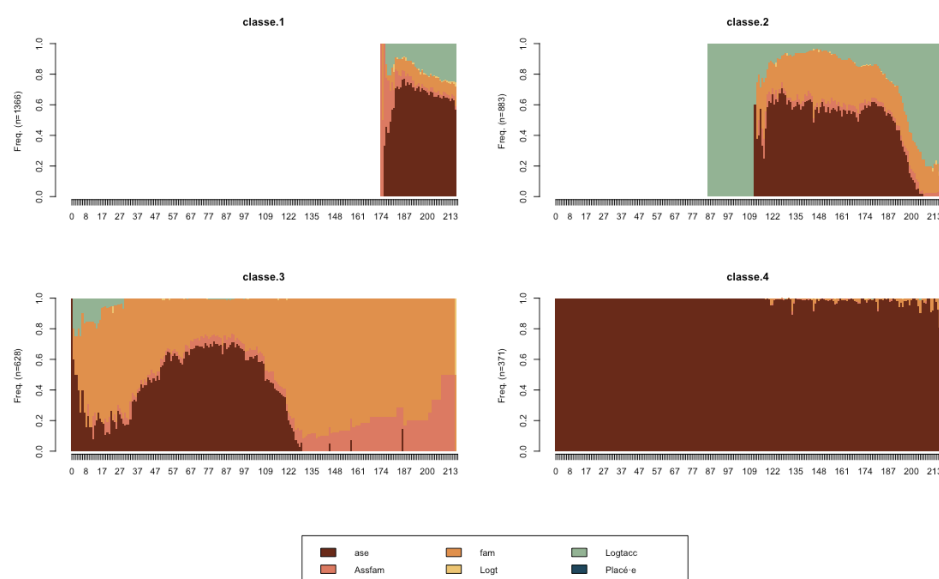 classe.1
Freq. (n=1366)
0.0 0.2 0.4 0.6 0.8 1.0
0 8 17 27 37 47 57 67 77 87 97 109 122 135 148 161 174 187 200 213
classe.2
Freq. (n=883)
0.0 0.2 0.4 0.6 0.8 1.0
0 8 17 27 37 47 57 67 77 87 97 109 122 135 148 161 174 187 200 213
classe.3
Freq. (n=628)
0.0 0.2 0.4 0.6 0.8 1.0
0 8 17 27 37 47 57 67 77 87 97 109 122 135 148 161 174 187 200 213
classe.4
Freq. (n=371)
0.0 0.2 0.4 0.6 0.8 1.0
0 8 17 27 37 47 57 67 77 87 97 109 122 135 148 161 174 187 200 213
ase fam Logtacc
Assfam Logt Placé·e